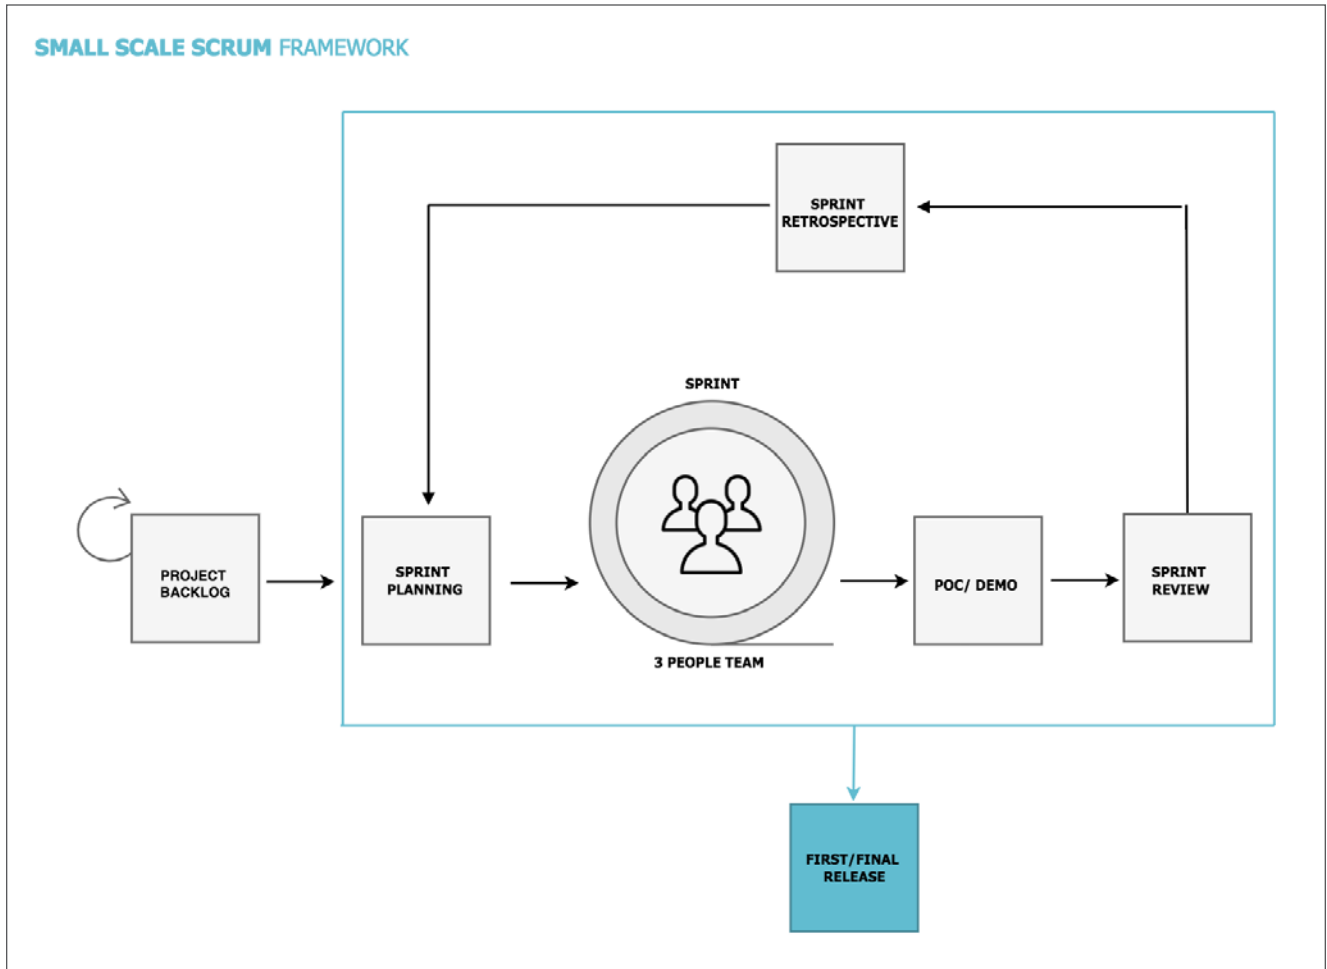 SMALL SCALE SCRUM FRAMEWORK
SPRINT
RETROSPECTIVE
SPRINT
PROJECT
BACKLOG
SPRINT
PLANNING
3 PEOPLE TEAM
POC/ DEMO
SPRINT
REVIEW
FIRST/FINAL
RELEASE